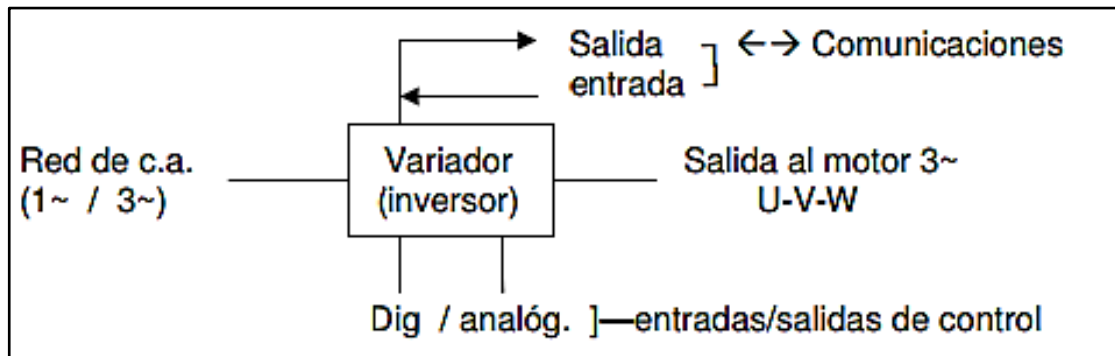 Salida ←→ Comunicaciones
entrada
Red de c.a.
(1~ / 3~)
Variador
(inversor)
Salida al motor 3~
U-V-W
Dig / analóg. ]—entradas/salidas de control